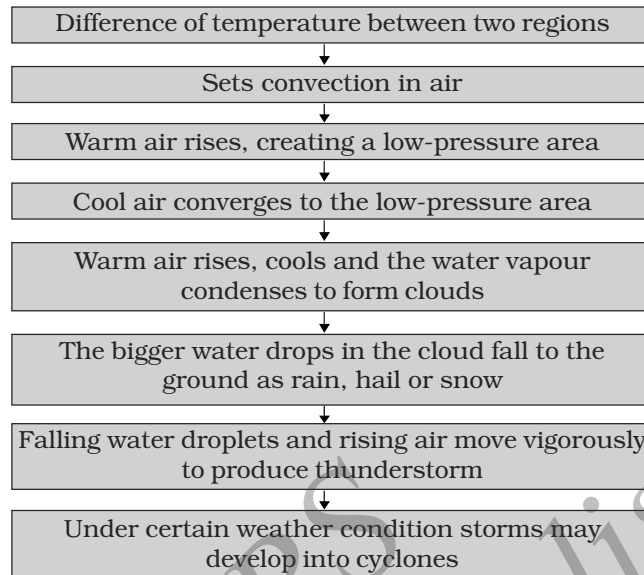 Difference of temperature between two regions
Sets convection in air
Warm air rises, creating a low-pressure area
Cool air converges to the low-pressure area
Warm air rises, cools and the water vapour
condenses to form clouds
The bigger water drops in the cloud fall to the
ground as rain, hail or snow
Falling water droplets and rising air move vigorously
to produce thunderstorm
Under certain weather condition storms may
develop into cyclones